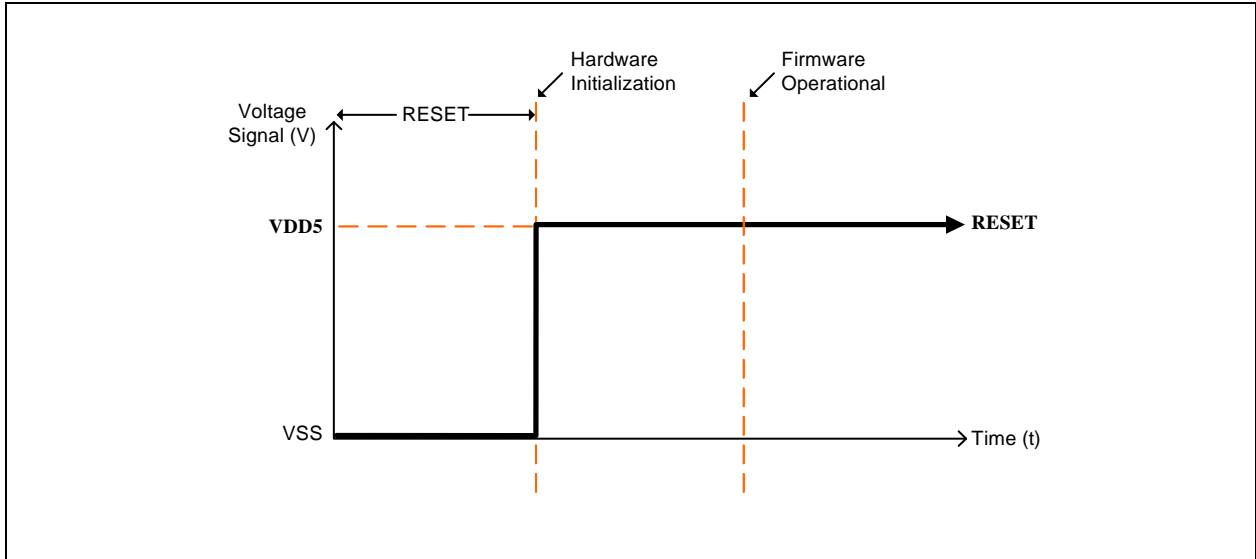 Hardware
Initialization
Firmware
Operational
Voltage
Signal (V)
RESET
VDD5
RESET
VSS
Time (t)